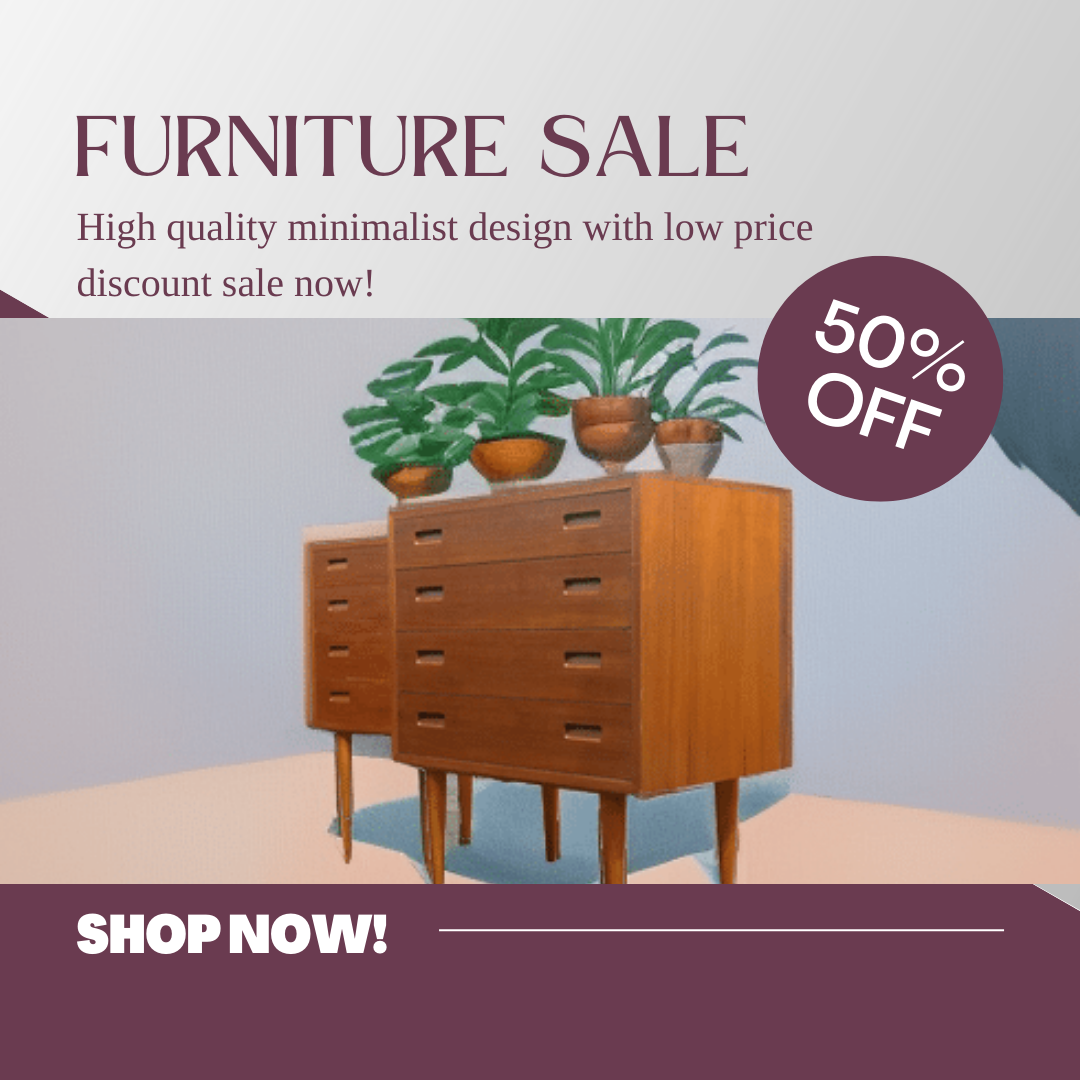 FURNITURE SALE
High quality minimalist design with low price
discount sale now!
50%
OFF
SHOP NOW!